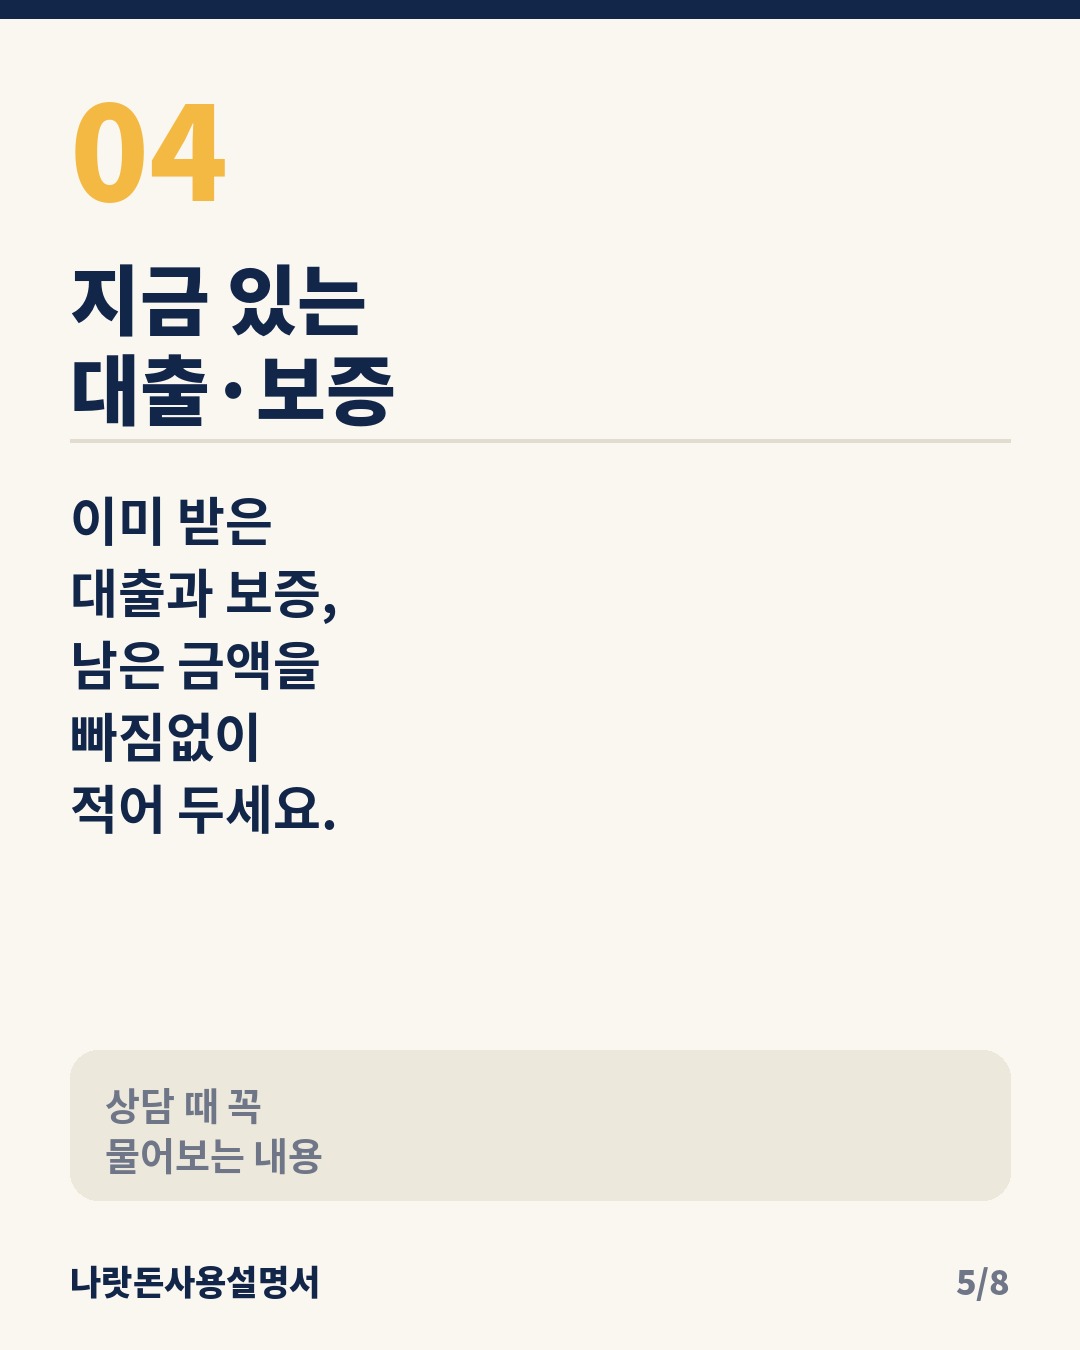 04
지금 있는
대출·보증
이미 받은
대출과 보증,
남은 금액을
빠짐없이
적어 두세요.
상담 때 꼭
물어보는 내용
나랏돈사용설명서
5/8